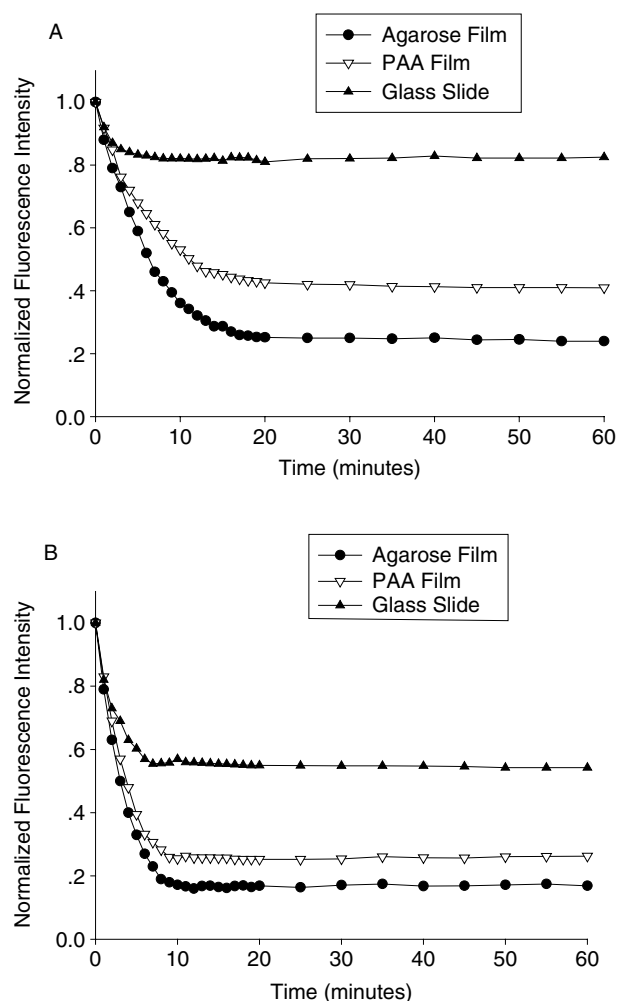 A
Agarose Film
PAA Film
Glass Slide
Normalized Fluorescence Intensity
1.0
.8
.6
.4
.2
0.0
0 10 20 30 40 50 60
Time (minutes)
B
Agarose Film
PAA Film
Glass Slide
Normalized Fluorescence Intensity
1.0
.8
.6
.4
.2
0.0
0 10 20 30 40 50 60
Time (minutes)